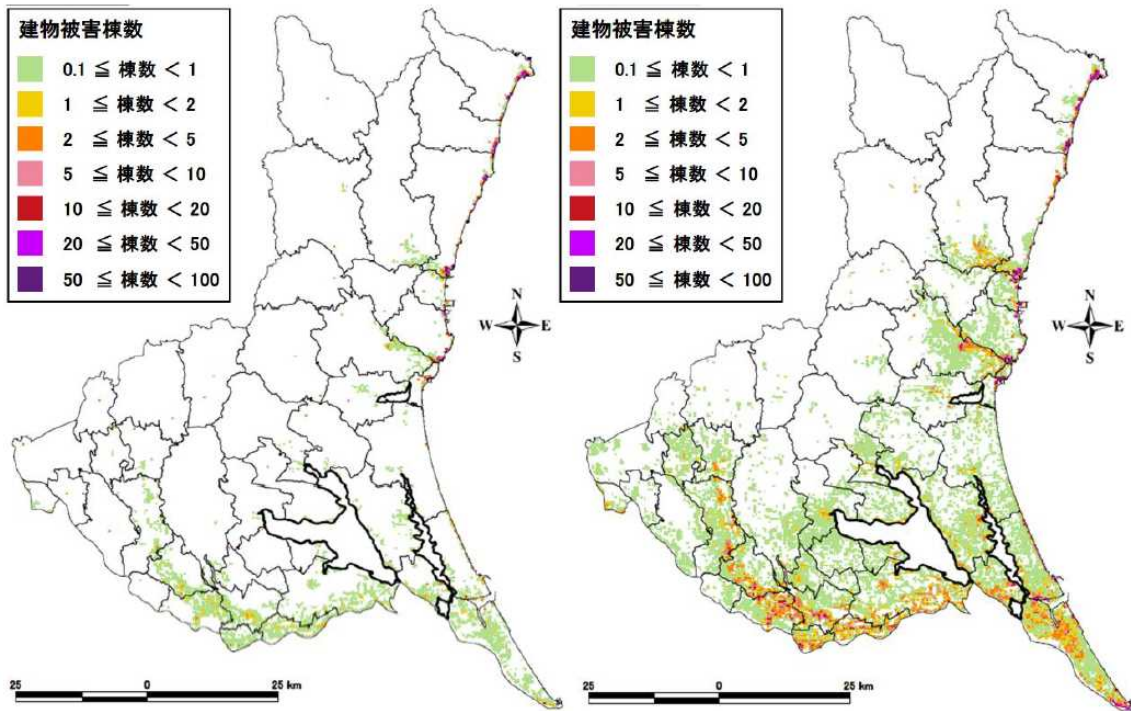 建物被害棟数
0.1 ≦ 棟数 < 1
1 ≦ 棟数 < 2
2 ≦ 棟数 < 5
5 ≦ 棟数 < 10
10 ≦ 棟数 < 20
20 ≦ 棟数 < 50
50 ≦ 棟数 < 100
N
W E
S
25 0 25 km
建物被害棟数
0.1 ≦ 棟数 < 1
1 ≦ 棟数 < 2
2 ≦ 棟数 < 5
5 ≦ 棟数 < 10
10 ≦ 棟数 < 20
20 ≦ 棟数 < 50
50 ≦ 棟数 < 100
N
W E
S
25 0 25 km